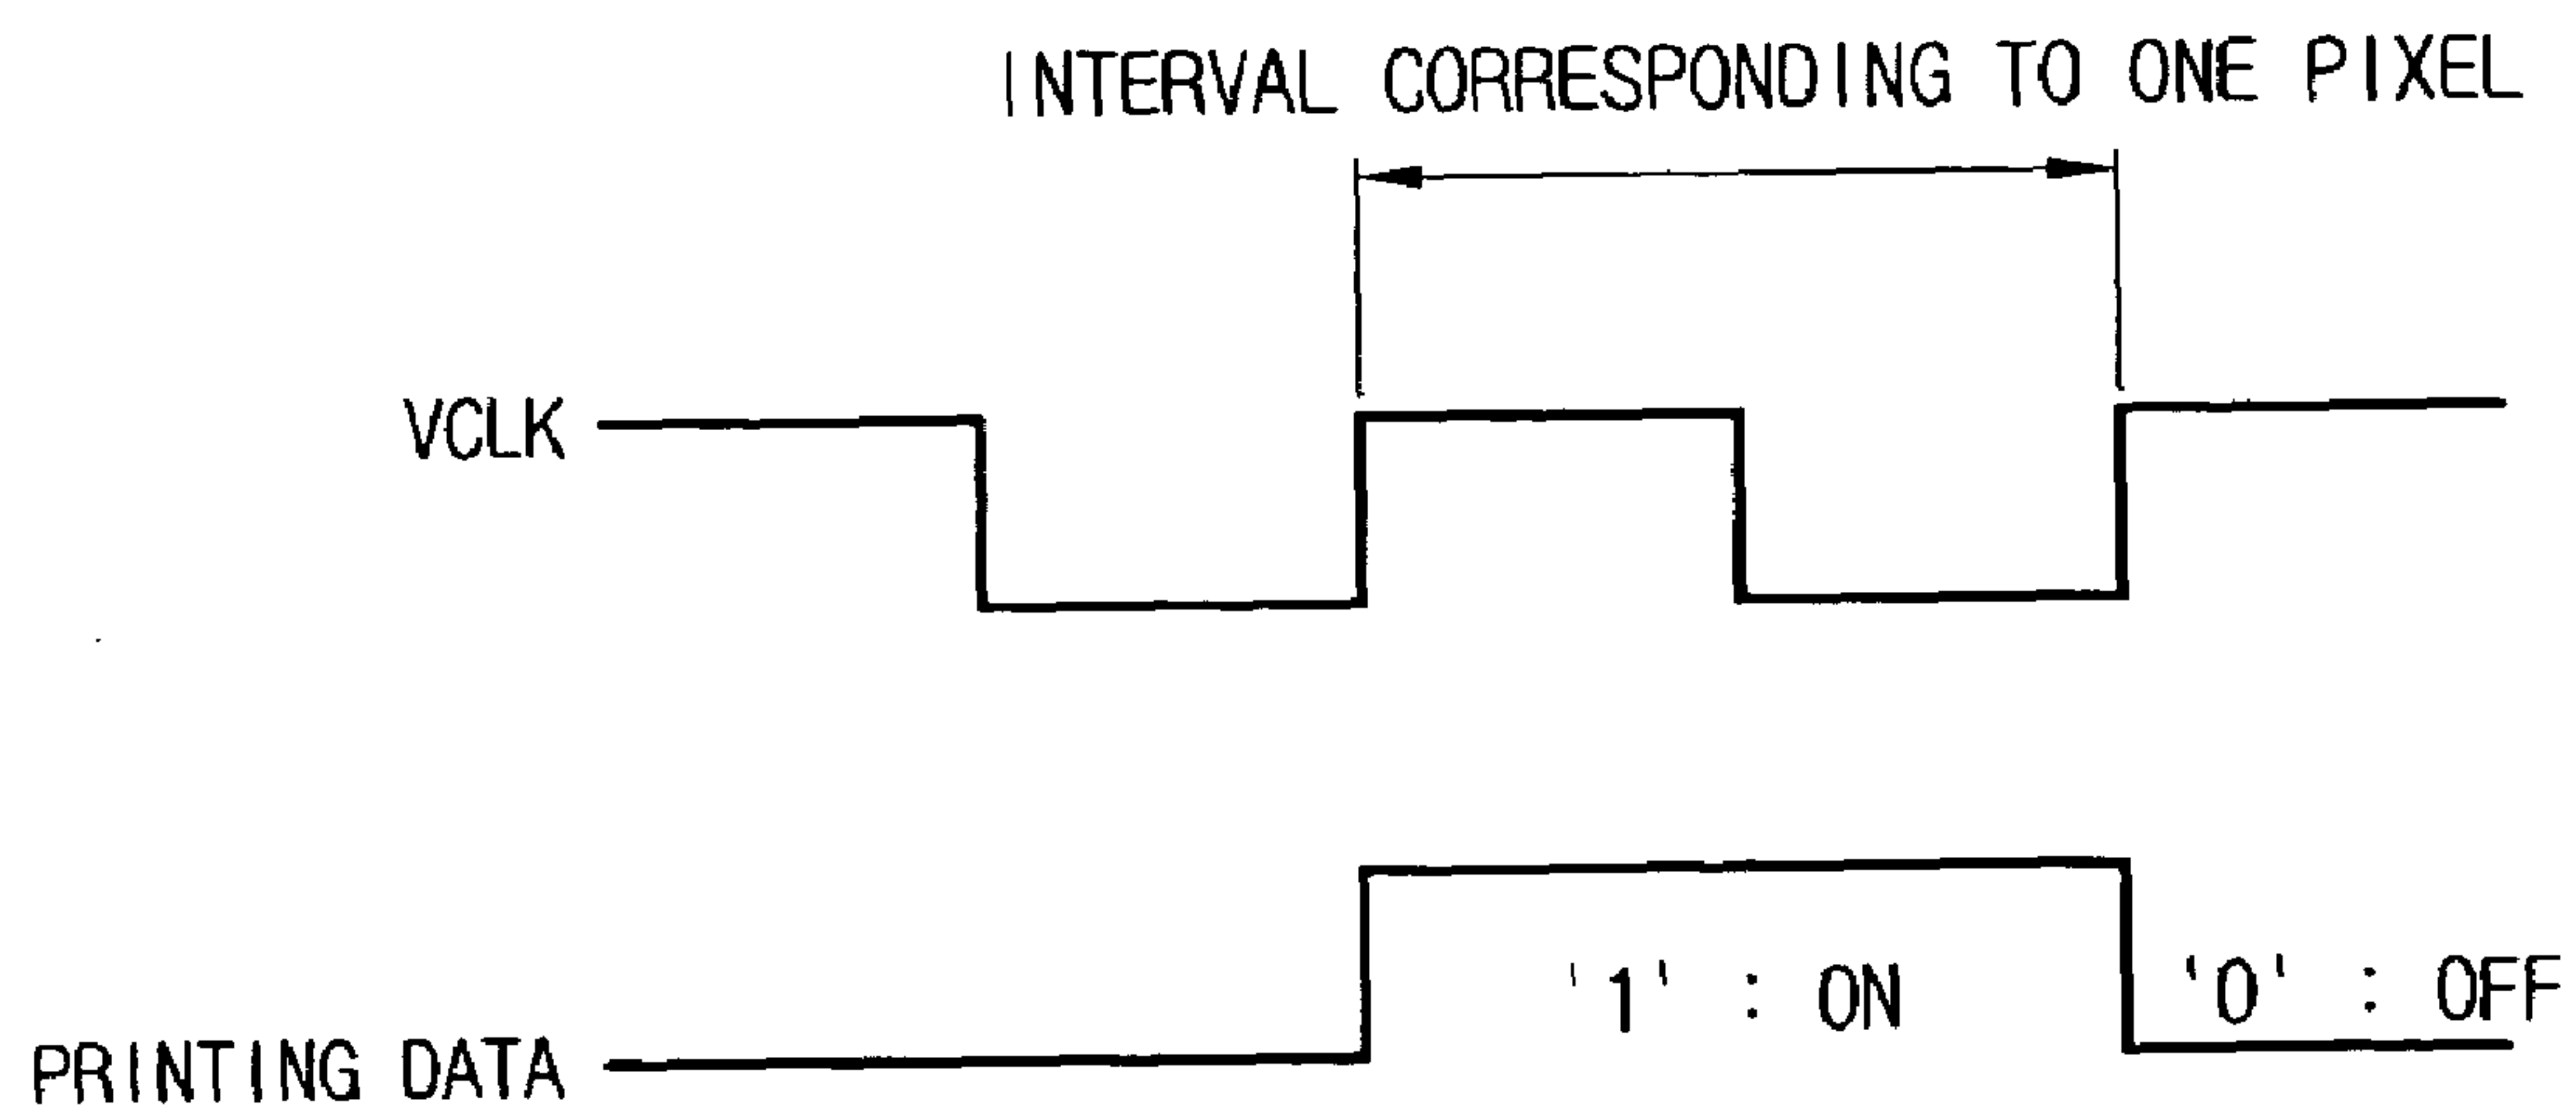 INTERVAL CORRESPONDING TO ONE PIXEL
VCLK
'1' : ON
'0' : OFF
PRINTING DATA